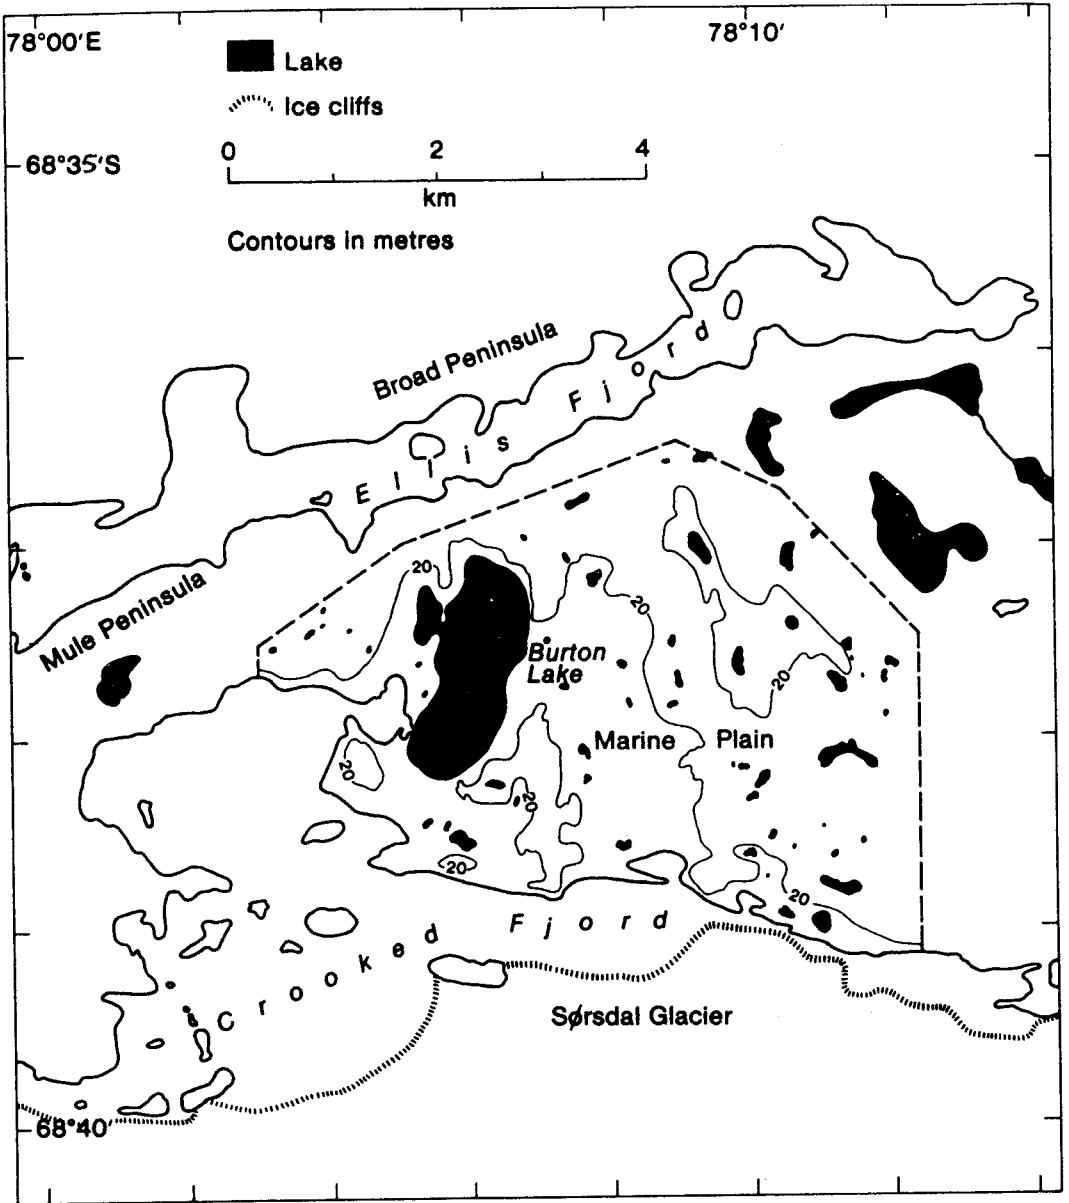 78°00′E
78°10′
Lake
Ice cliffs
68°35′S
0 2 4
km
Contours in metres
Broad Peninsula
Ellis Fjord
20
20
Mule Peninsula
Burton
Lake
20
Marine Plain
20
20
20
20
Crooked Fjord
Sørsdal Glacier
68°40′